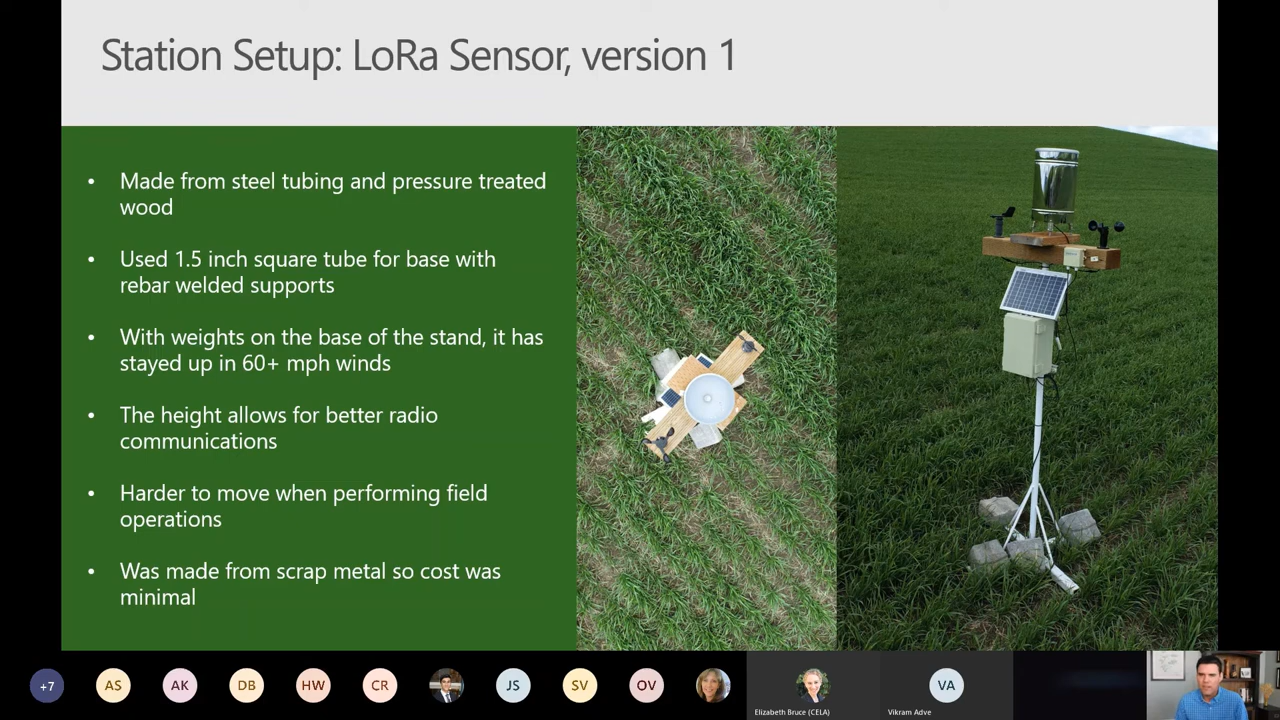 Station Setup: LoRa Sensor, version 1
• Made from steel tubing and pressure treated
wood
• Used 1.5 inch square tube for base with
rebar welded supports
• With weights on the base of the stand, it has
stayed up in 60+ mph winds
• The height allows for better radio
communications
• Harder to move when performing field
operations
• Was made from scrap metal so cost was
minimal
+7
AS
AK
DB
HW
CR
JS
SV
OV
Elizabeth Bruce (CELA)
VA
Vikram Adve